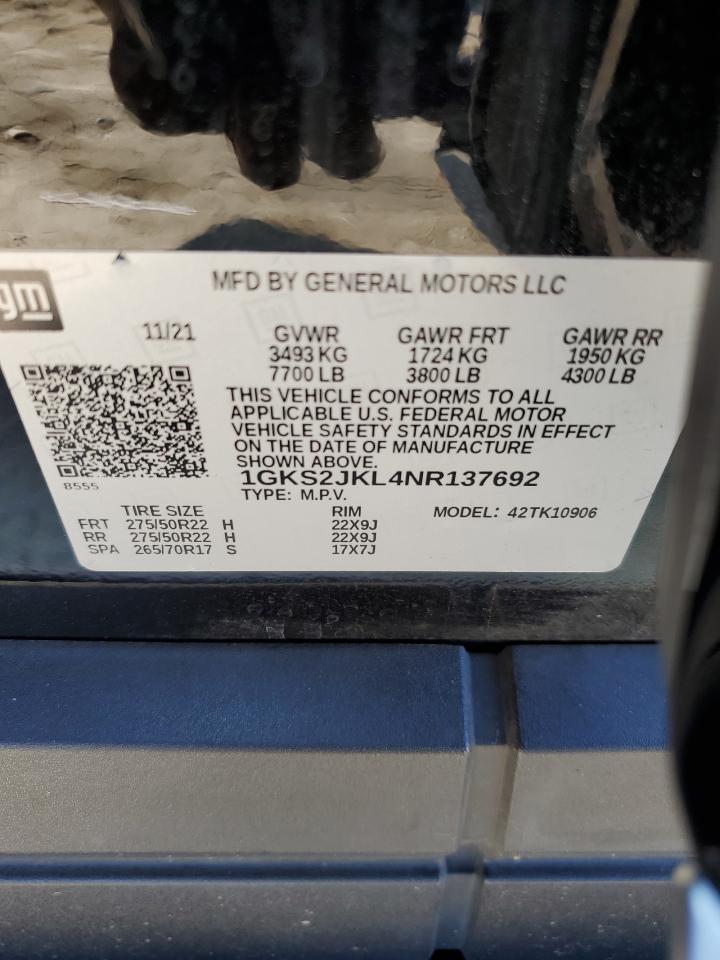 gm
MFD BY GENERAL MOTORS LLC
11/21 GVWR GAWR FRT GAWR RR
3493 KG 1724 KG 1950 KG
7700 LB 3800 LB 4300 LB
THIS VEHICLE CONFORMS TO ALL
APPLICABLE U.S. FEDERAL MOTOR
VEHICLE SAFETY STANDARDS IN EFFECT
ON THE DATE OF MANUFACTURE
SHOWN ABOVE.
1GKS2JKL4NR137692
8555
TYPE: M.P.V.
TIRE SIZE RIM MODEL: 42TK10906
FRT 275/50R22 H 22X9J
RR 275/50R22 H 22X9J
SPA 265/70R17 S 17X7J